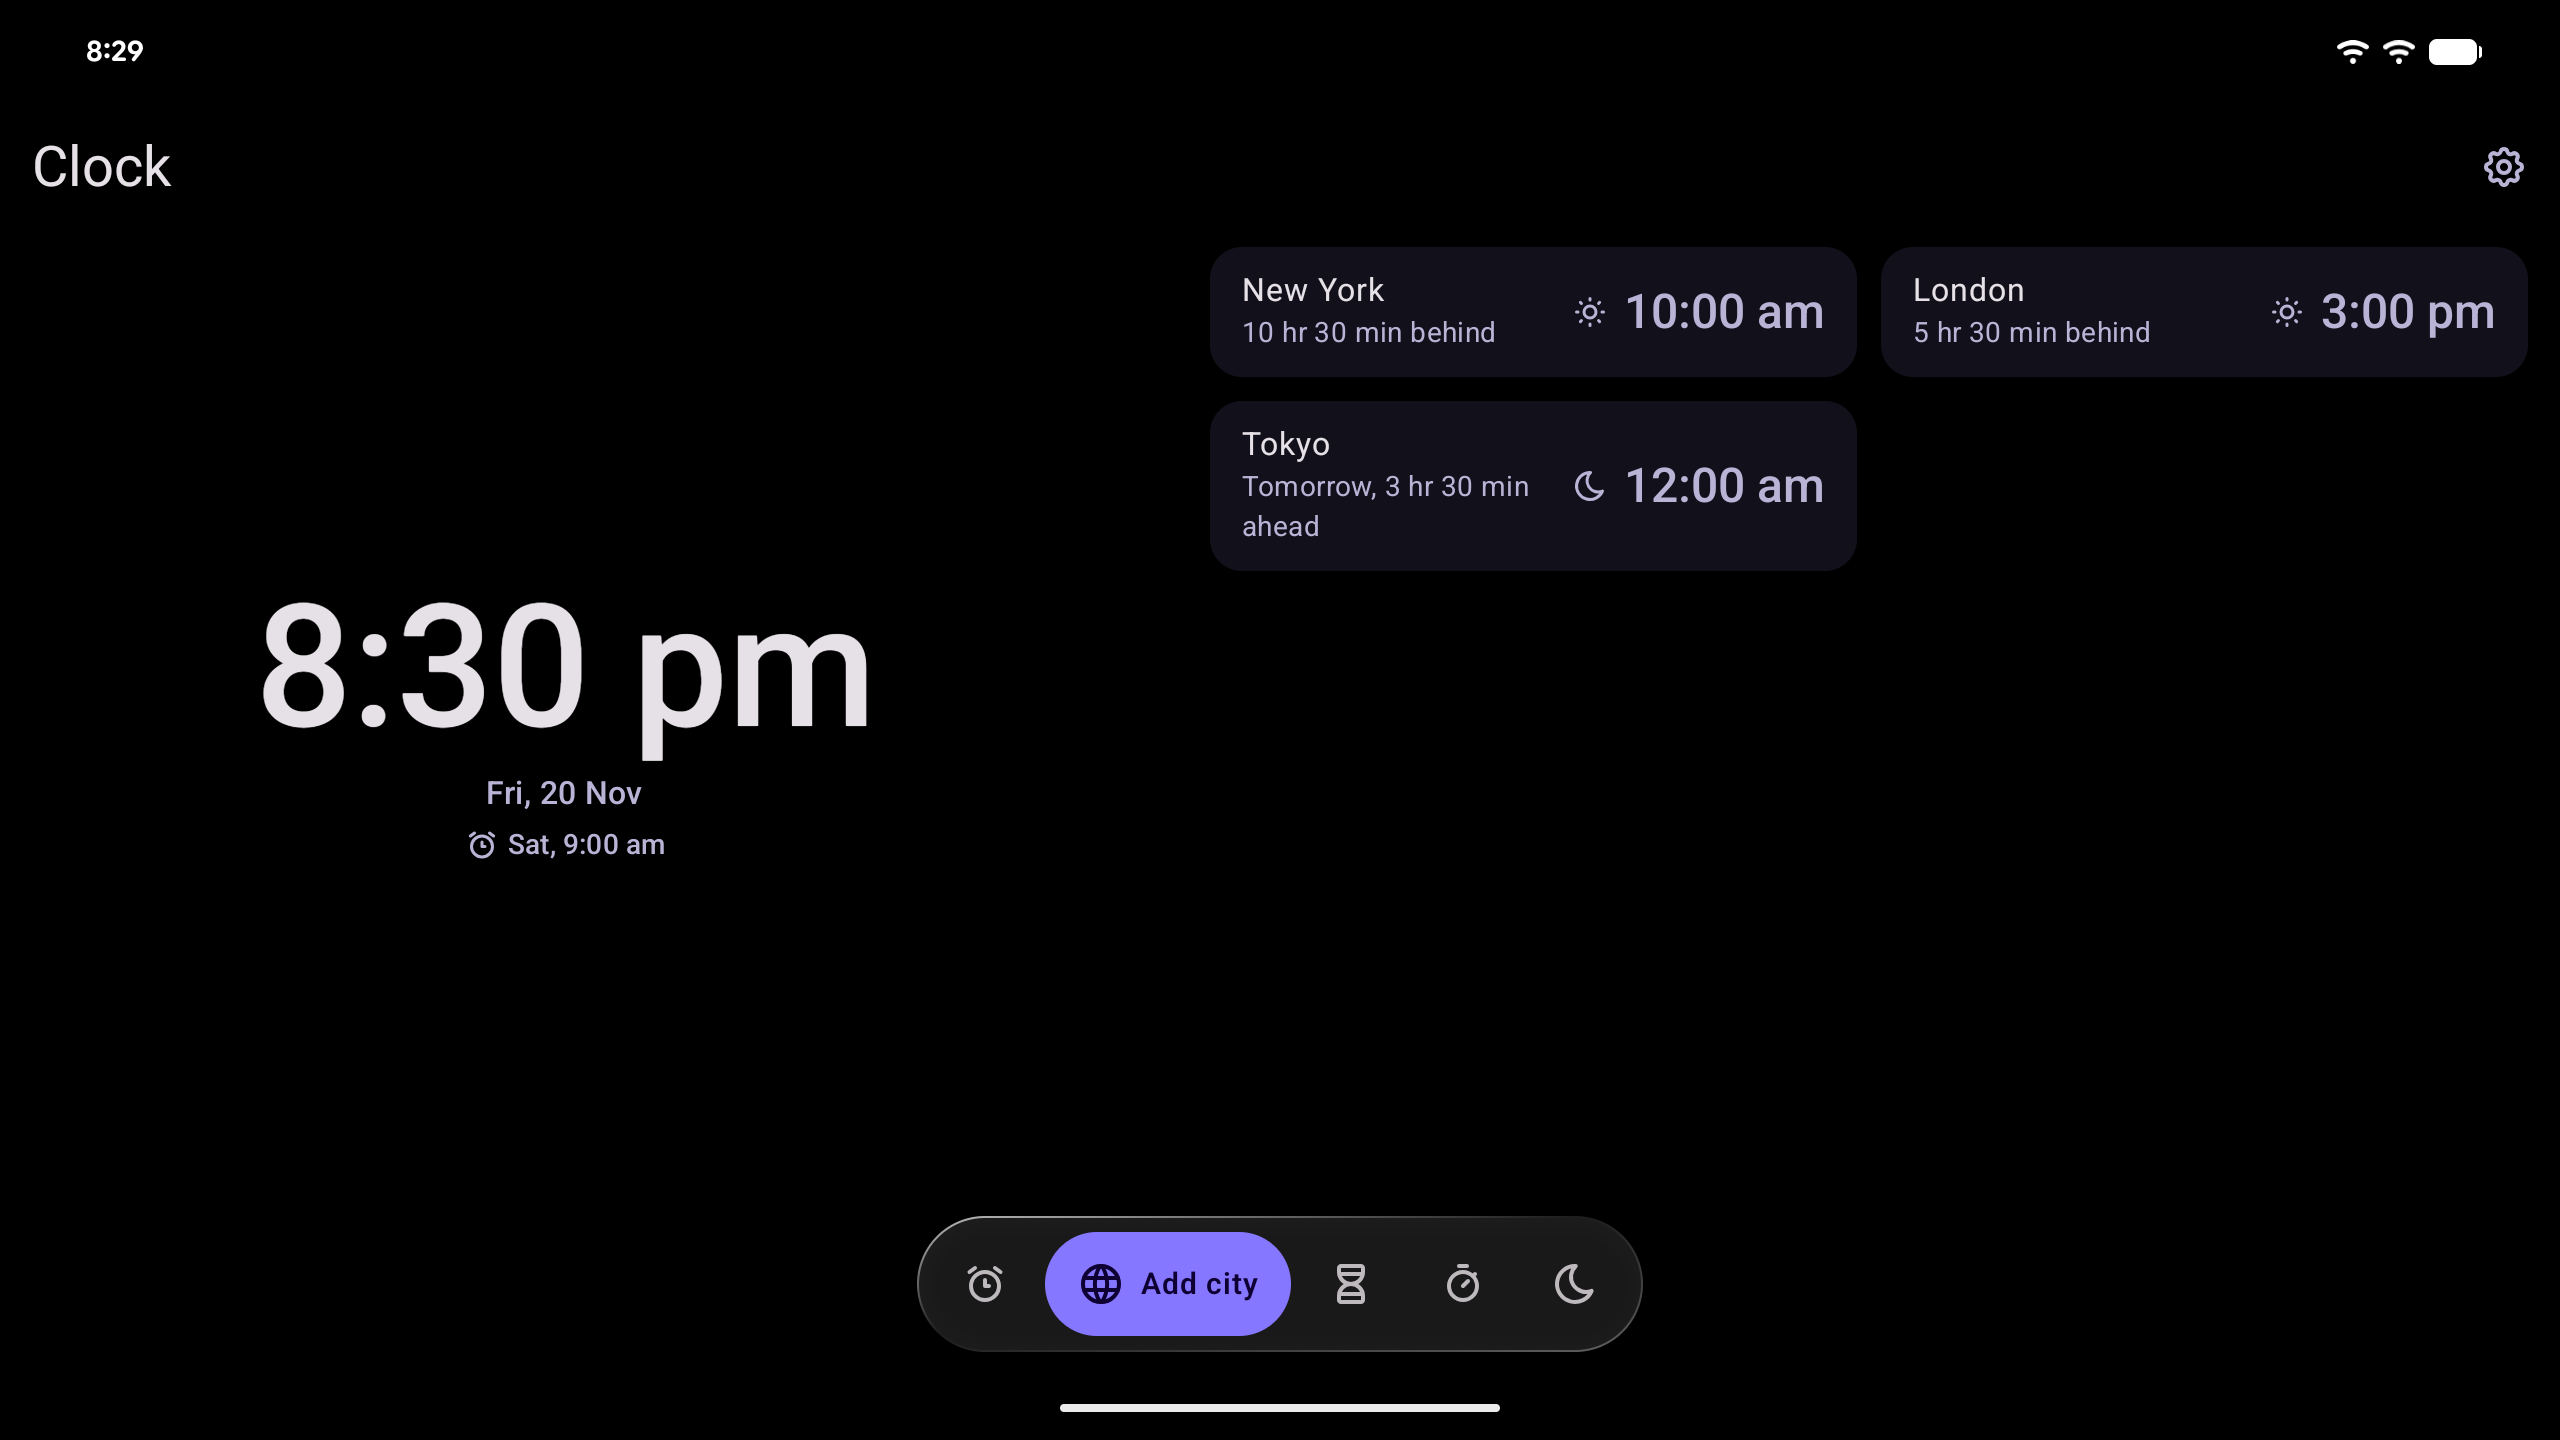 8:29
Clock
New York
10 hr 30 min behind
10:00 am
London
5 hr 30 min behind
3:00 pm
Tokyo
Tomorrow, 3 hr 30 min
ahead
12:00 am
8:30 pm
Fri, 20 Nov
Sat, 9:00 am
Add city